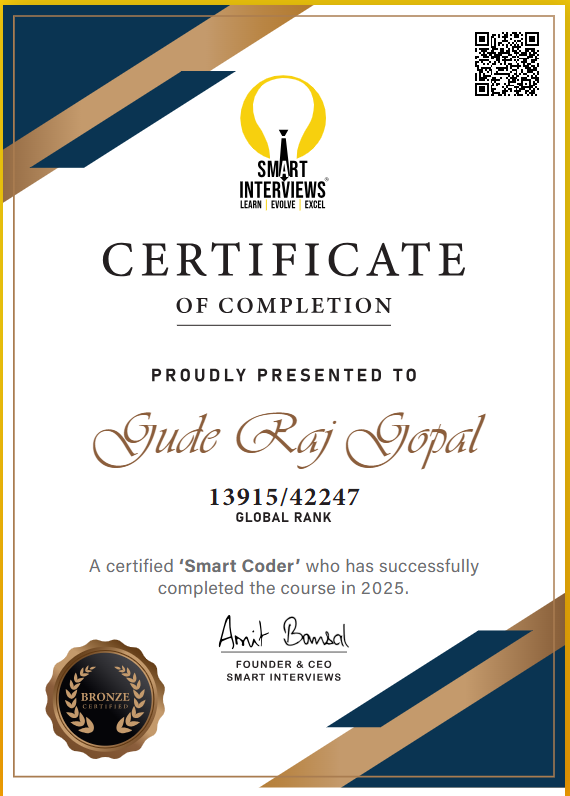 SMART
INTERVIEWS®
LEARN | EVOLVE | EXCEL
CERTIFICATE
OF COMPLETION
PROUDLY PRESENTED TO
Gude Raj Gopal
13915/42247
GLOBAL RANK
A certified ‘Smart Coder’ who has successfully
completed the course in 2025.
Amit Bansal
FOUNDER & CEO
SMART INTERVIEWS
BRONZE
CERTIFIED